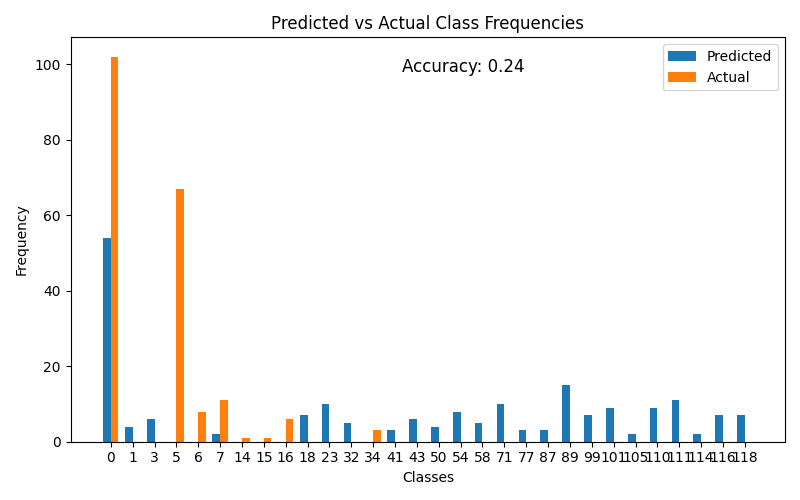 Predicted vs Actual Class Frequencies
Accuracy: 0.24
Predicted
Actual
100
80
60
40
20
0
Frequency
0 1 3 5 6 7 14 15 16 18 23 32 34 41 43 50 54 58 71 77 87 89 99 101 105 110 111 114 116 118
Classes